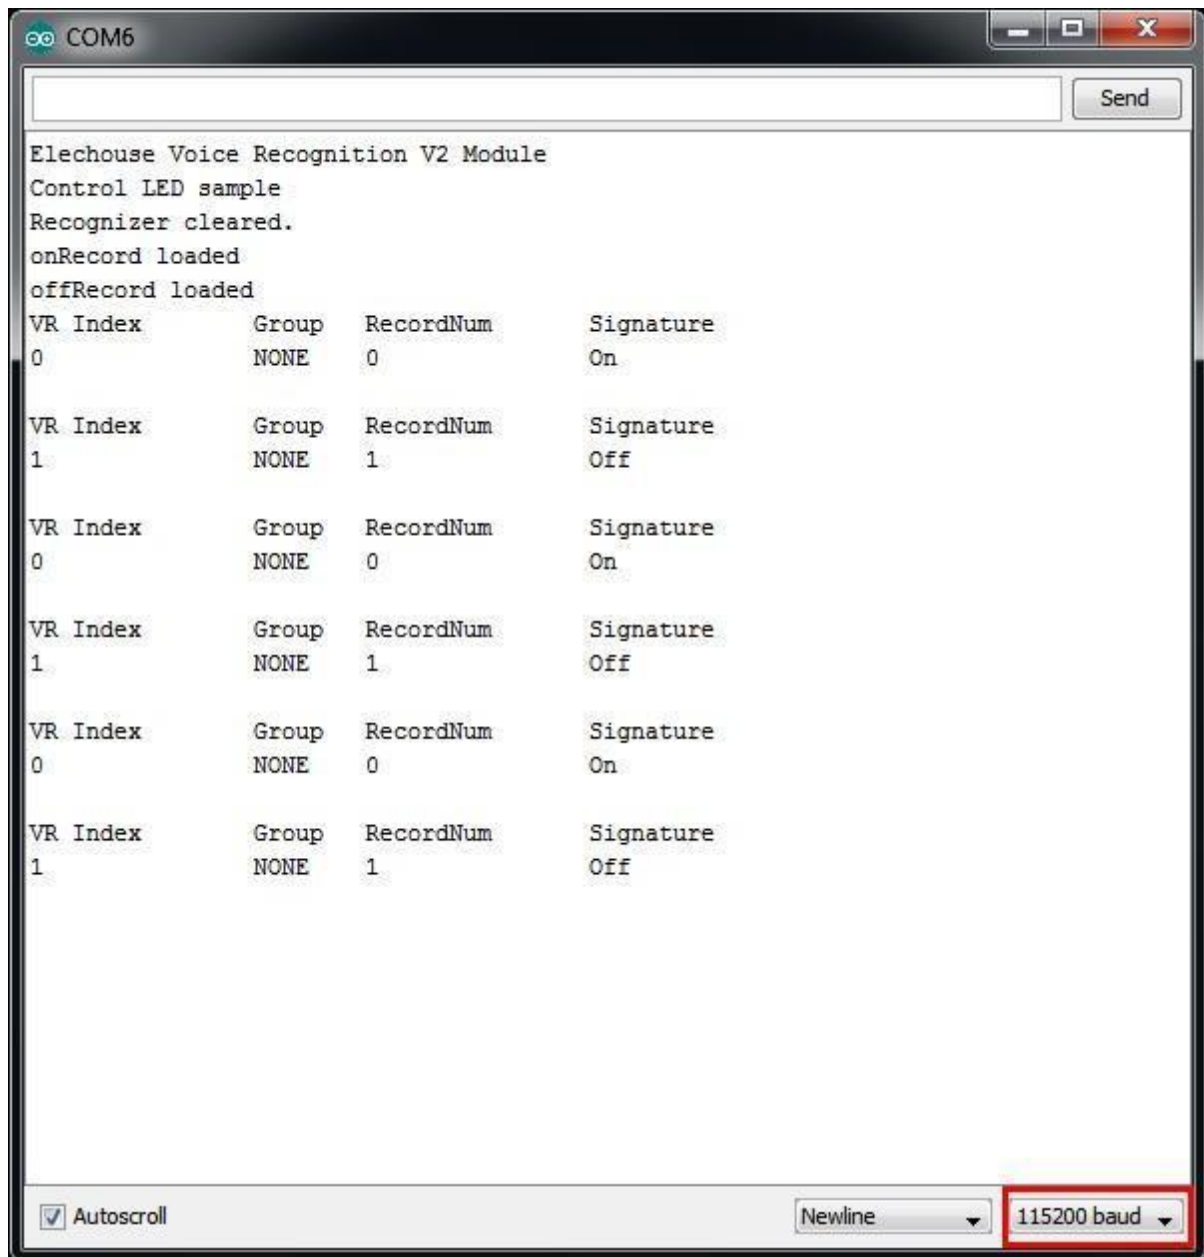 COM6
Send
Elechouse Voice Recognition V2 Module
Control LED sample
Recognizer cleared.
onRecord loaded
offRecord loaded
VR Index Group RecordNum Signature
0 NONE 0 On
VR Index Group RecordNum Signature
1 NONE 1 Off
VR Index Group RecordNum Signature
0 NONE 0 On
VR Index Group RecordNum Signature
1 NONE 1 Off
VR Index Group RecordNum Signature
0 NONE 0 On
VR Index Group RecordNum Signature
1 NONE 1 Off
Autoscroll Newline 115200 baud